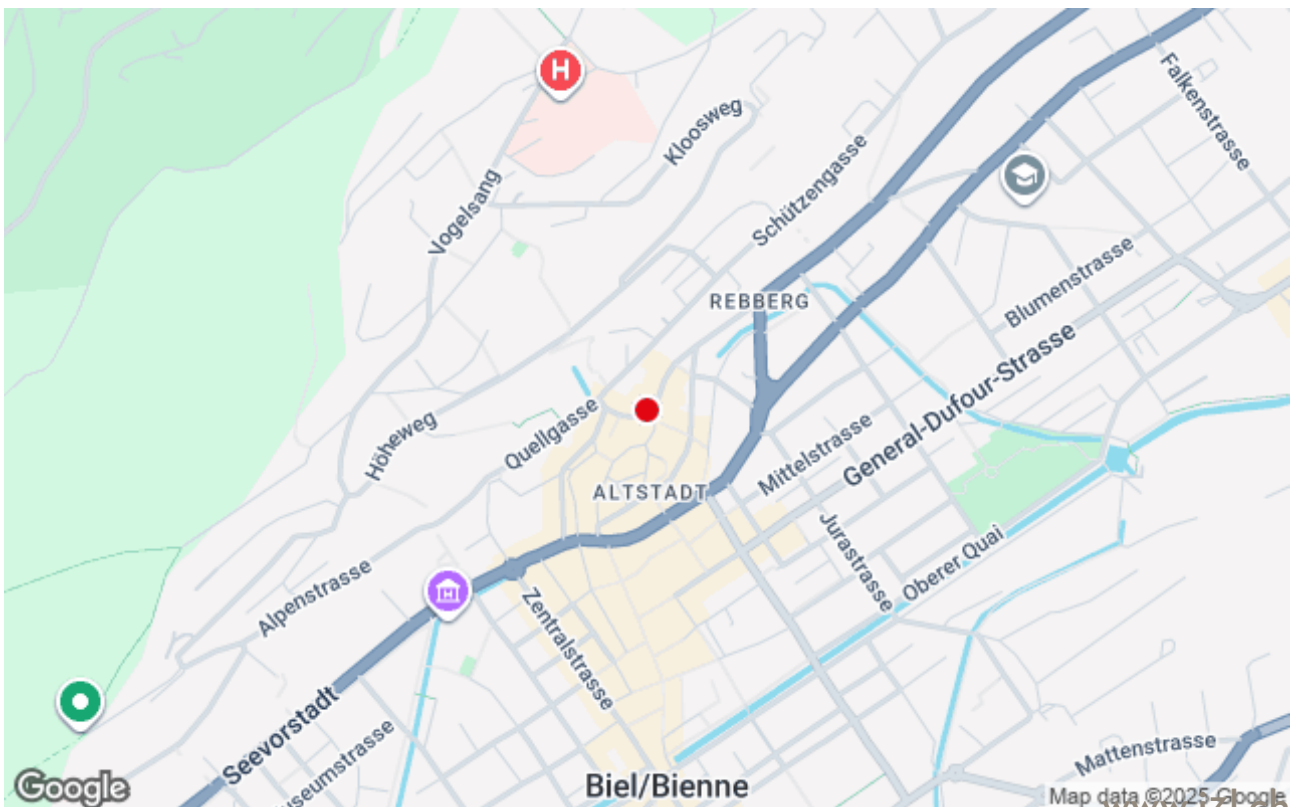 H
Kloosweg
Falkenstrasse
Vogelsang
Schützengasse
REBBERG
Blumenstrasse
General-Dufour-Strasse
Höheweg
Quellgasse
Mittelstrasse
ALTSTADT
Jurastrasse
Oberer Quai
Alpenstrasse
Zentralstrasse
Seevorstadt
useumstrasse
Mattenstrasse
Biel/Bienne
Google
Map data ©2025 Google